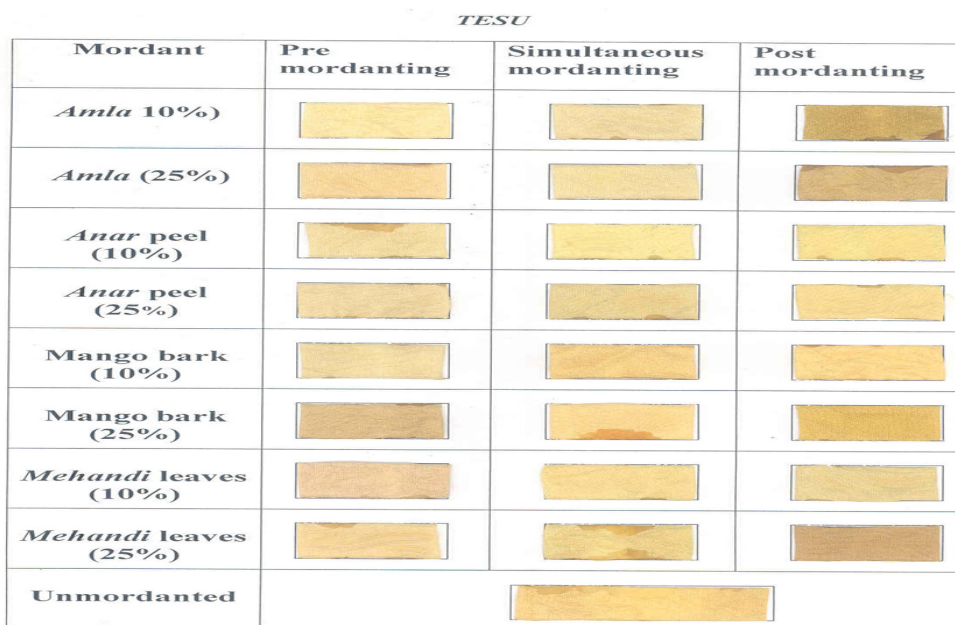 TESU
Mordant Pre mordanting Simultaneous mordanting Post mordanting
Amla 10%)
Amla (25%)
Anar peel
(10%)
Anar peel
(25%)
Mango bark
(10%)
Mango bark
(25%)
Mehandi leaves
(10%)
Mehandi leaves
(25%)
Unmordanted